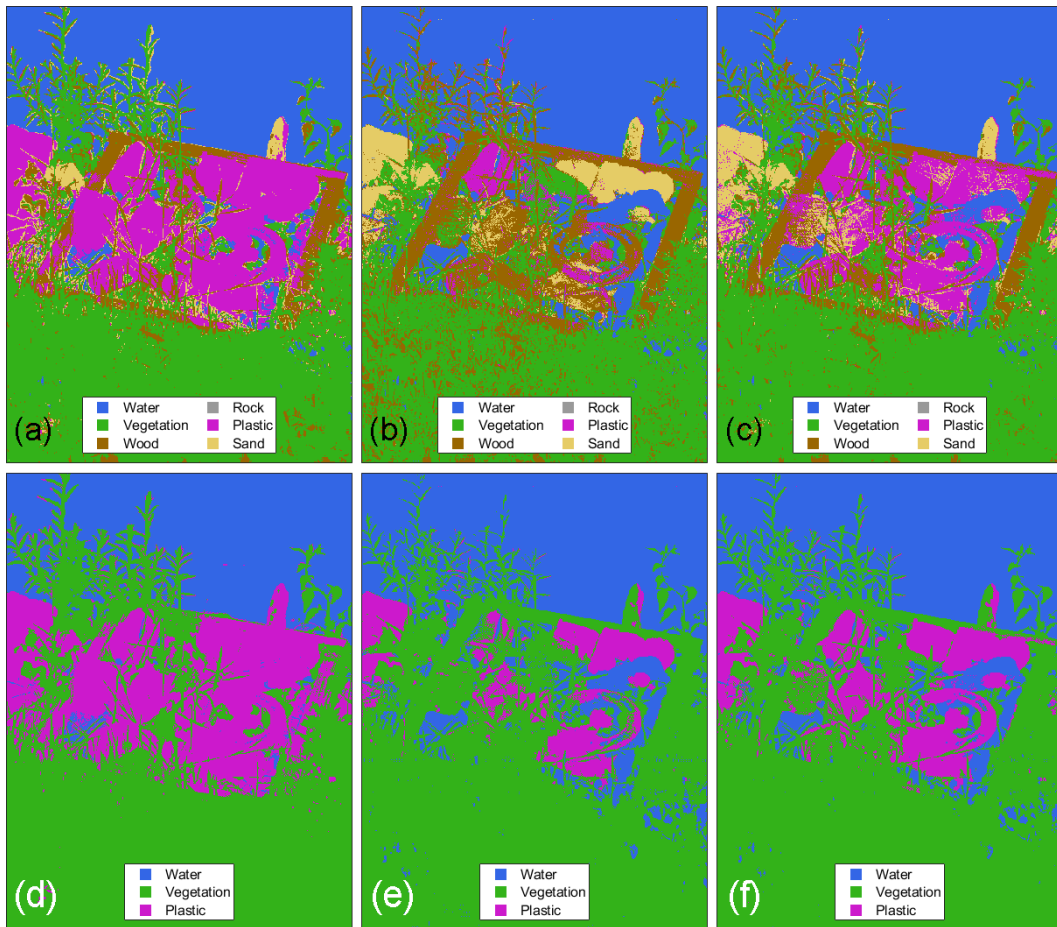 (a)
Water Rock
Vegetation Plastic
Wood Sand
(b)
Water Rock
Vegetation Plastic
Wood Sand
(c)
Water Rock
Vegetation Plastic
Wood Sand
(d)
Water
Vegetation
Plastic
(e)
Water
Vegetation
Plastic
(f)
Water
Vegetation
Plastic